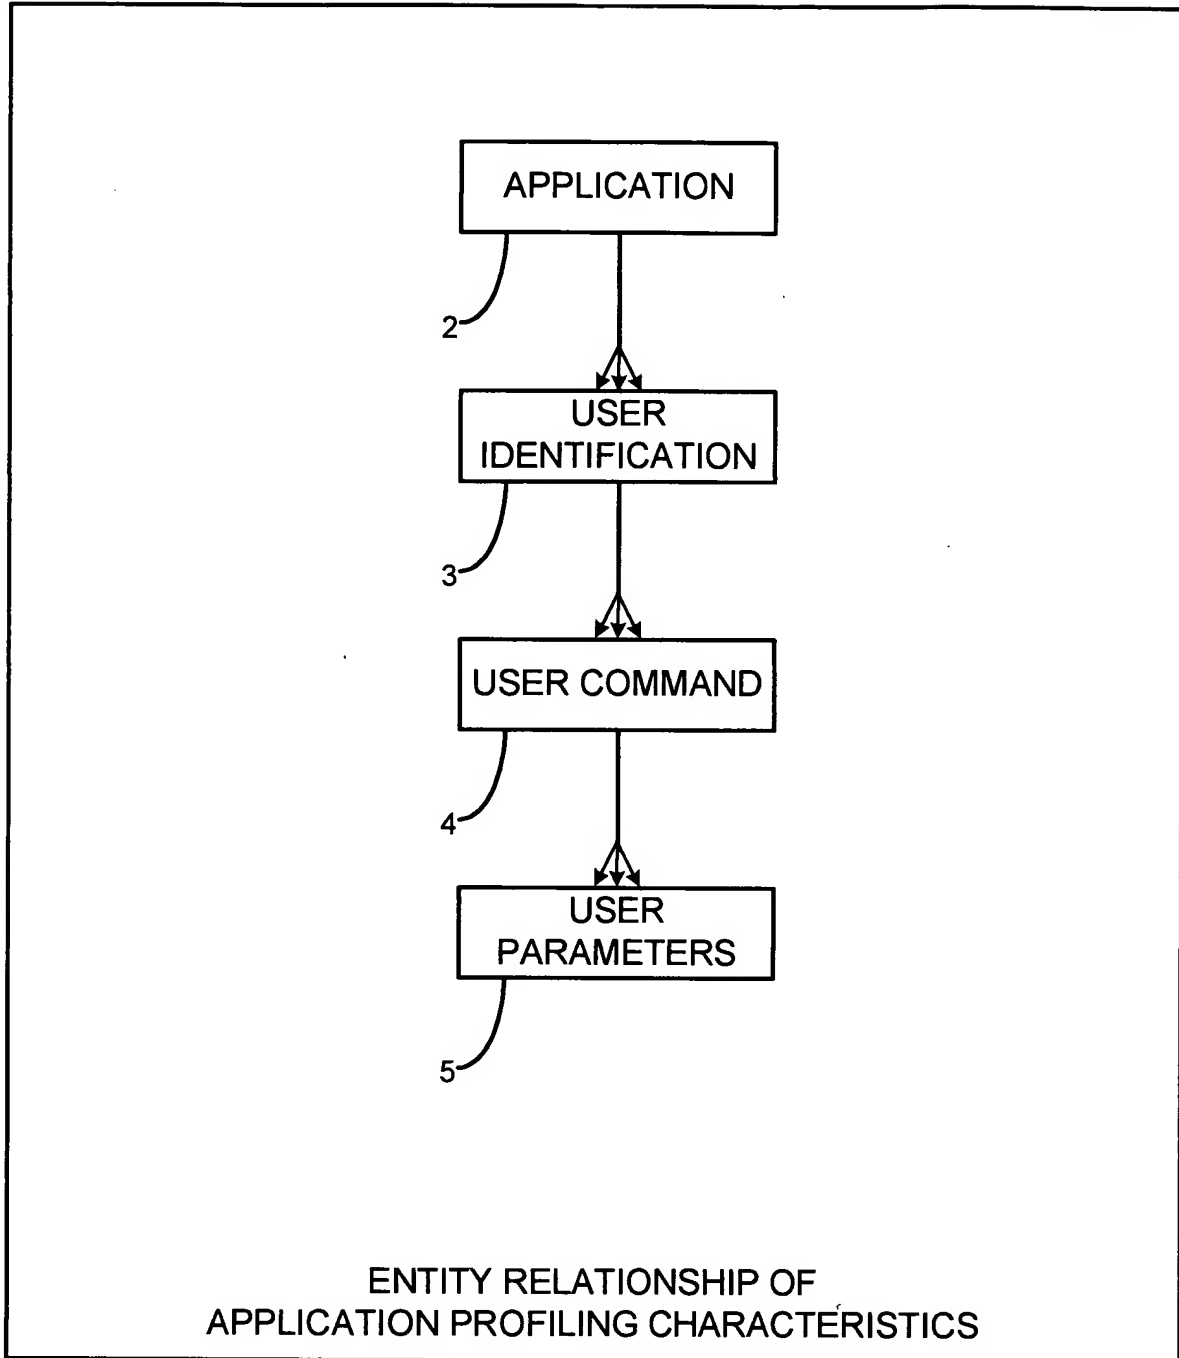 APPLICATION
2
USER
IDENTIFICATION
3
USER COMMAND
4
USER
PARAMETERS
5
ENTITY RELATIONSHIP OF
APPLICATION PROFILING CHARACTERISTICS